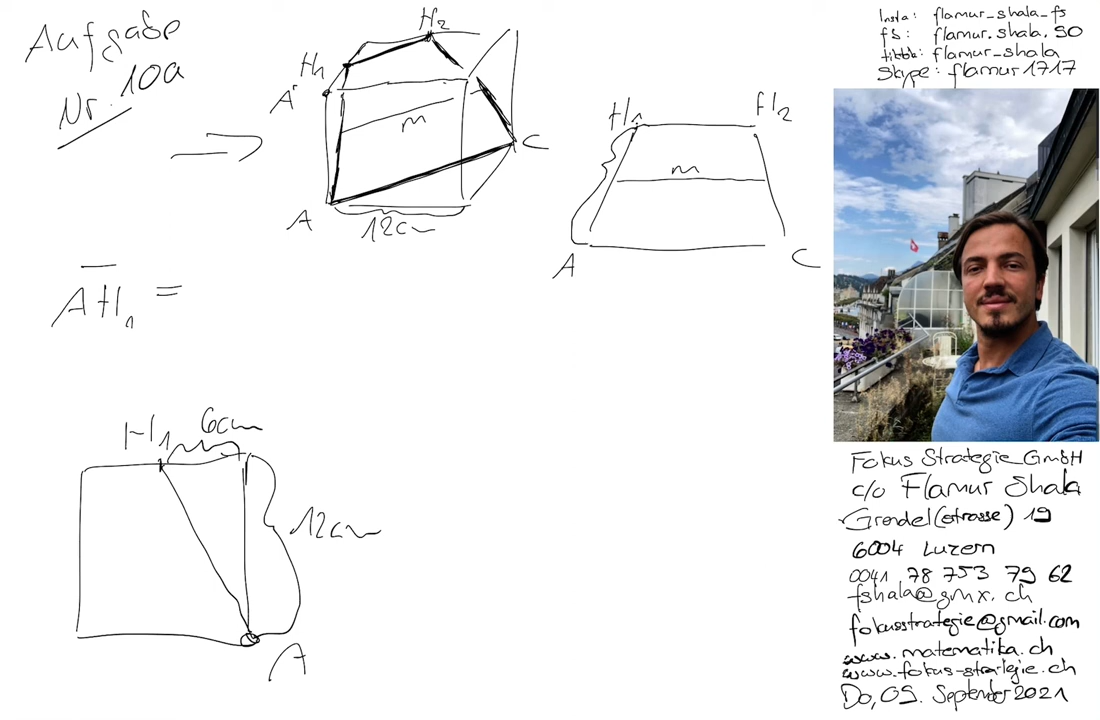 Aufgabe
Nr. 10a
H2
H1
A'
m
C
A
12cm
H1
H2
m
A
C
AH1 =
H1
6cm
12cm
A
Insta: flamur_shala_fs
fb: flamur.shala.90
tiktok: flamur_shala
Skype: flamur1717
Fokus Strategie GmbH
c/o Flamur Shala
Grendel(strasse) 19
6004 Luzern
0041 78 753 79 62
fshala@gmx.ch
fokusstrategie@gmail.com
www.matematika.ch
www.fokus-strategie.ch
Do, 09. September 2021